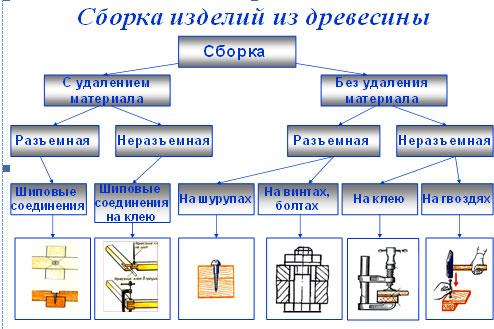 Сборка изделий из древесины
Сборка
С удалением
материала
Без удаления
материала
Разъемная
Неразъемная
Разъемная
Неразъемная
Шиповые
соединения
Шиповые
соединения
на клею
На шурупах
На винтах,
болтах
На клею
На гвоздях